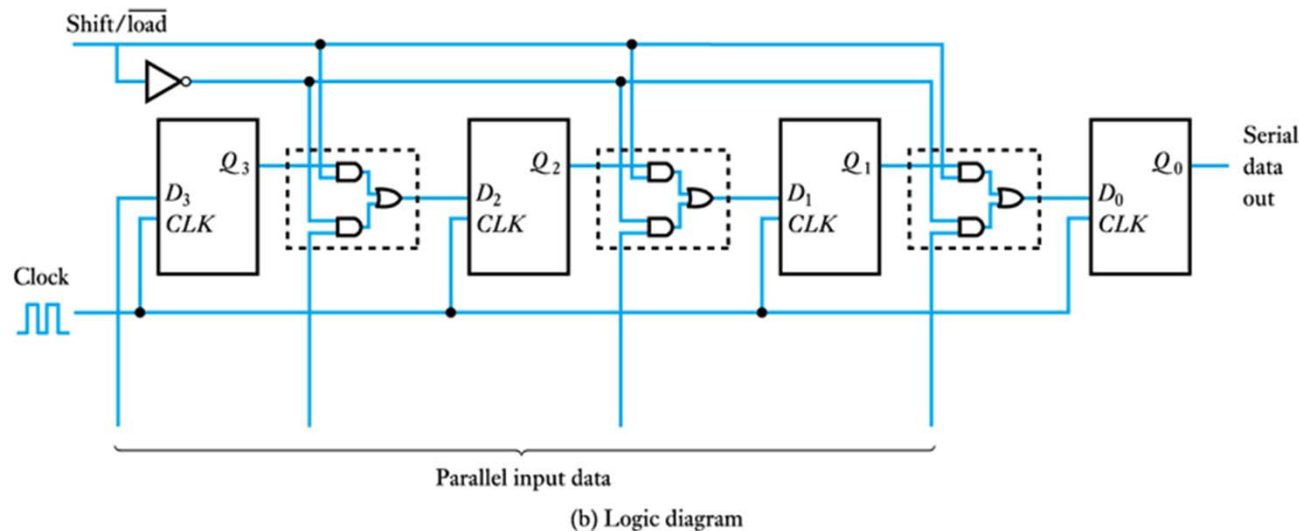 Shift/l̅o̅a̅d̅
Q3
Q2
Q1
Q0
Serial
data
out
D3
CLK
D2
CLK
D1
CLK
D0
CLK
Clock
Parallel input data
(b) Logic diagram